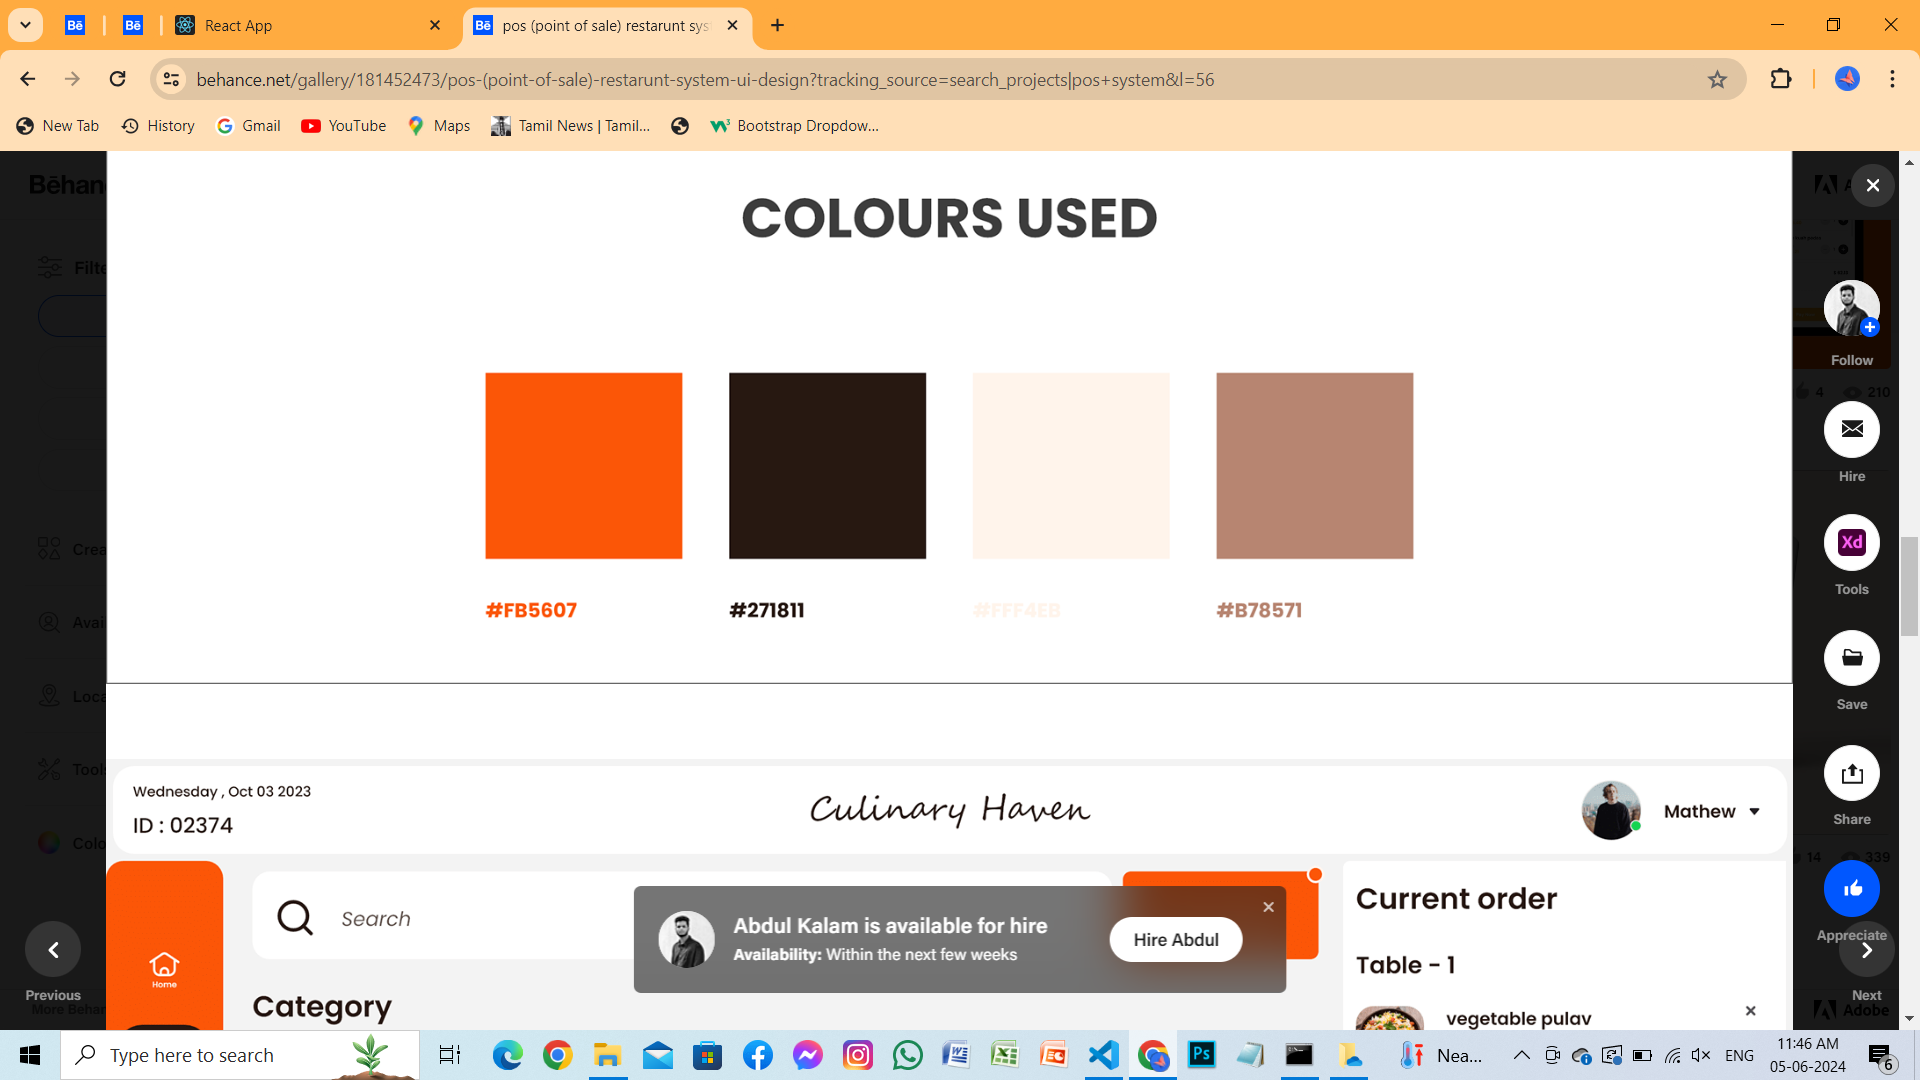 React App
pos (point of sale) restarunt sys
behance.net/gallery/181452473/pos-(point-of-sale)-restarunt-system-ui-design?tracking_source=search_projects|pos+system&l=56
New Tab
History
Gmail
YouTube
Maps
Tamil News | Tamil...
Bootstrap Dropdow...
Bēhan
COLOURS USED
Filte
Follow
4
210
Hire
Xd
Tools
Crea
#FB5607
#271811
#FFF4EB
#B78571
Avai
Loca
Save
Tools
Wednesday , Oct 03 2023
ID : 02374
Culinary Haven
Mathew
Share
Colo
14
339
Search
Abdul Kalam is available for hire
Availability: Within the next few weeks
Hire Abdul
Current order
Appreciate
Table - 1
Home
Previous
Next
More Behan
Category
vegetable pulav
Adobe
Type here to search
Nea...
ENG
11:46 AM
05-06-2024
6